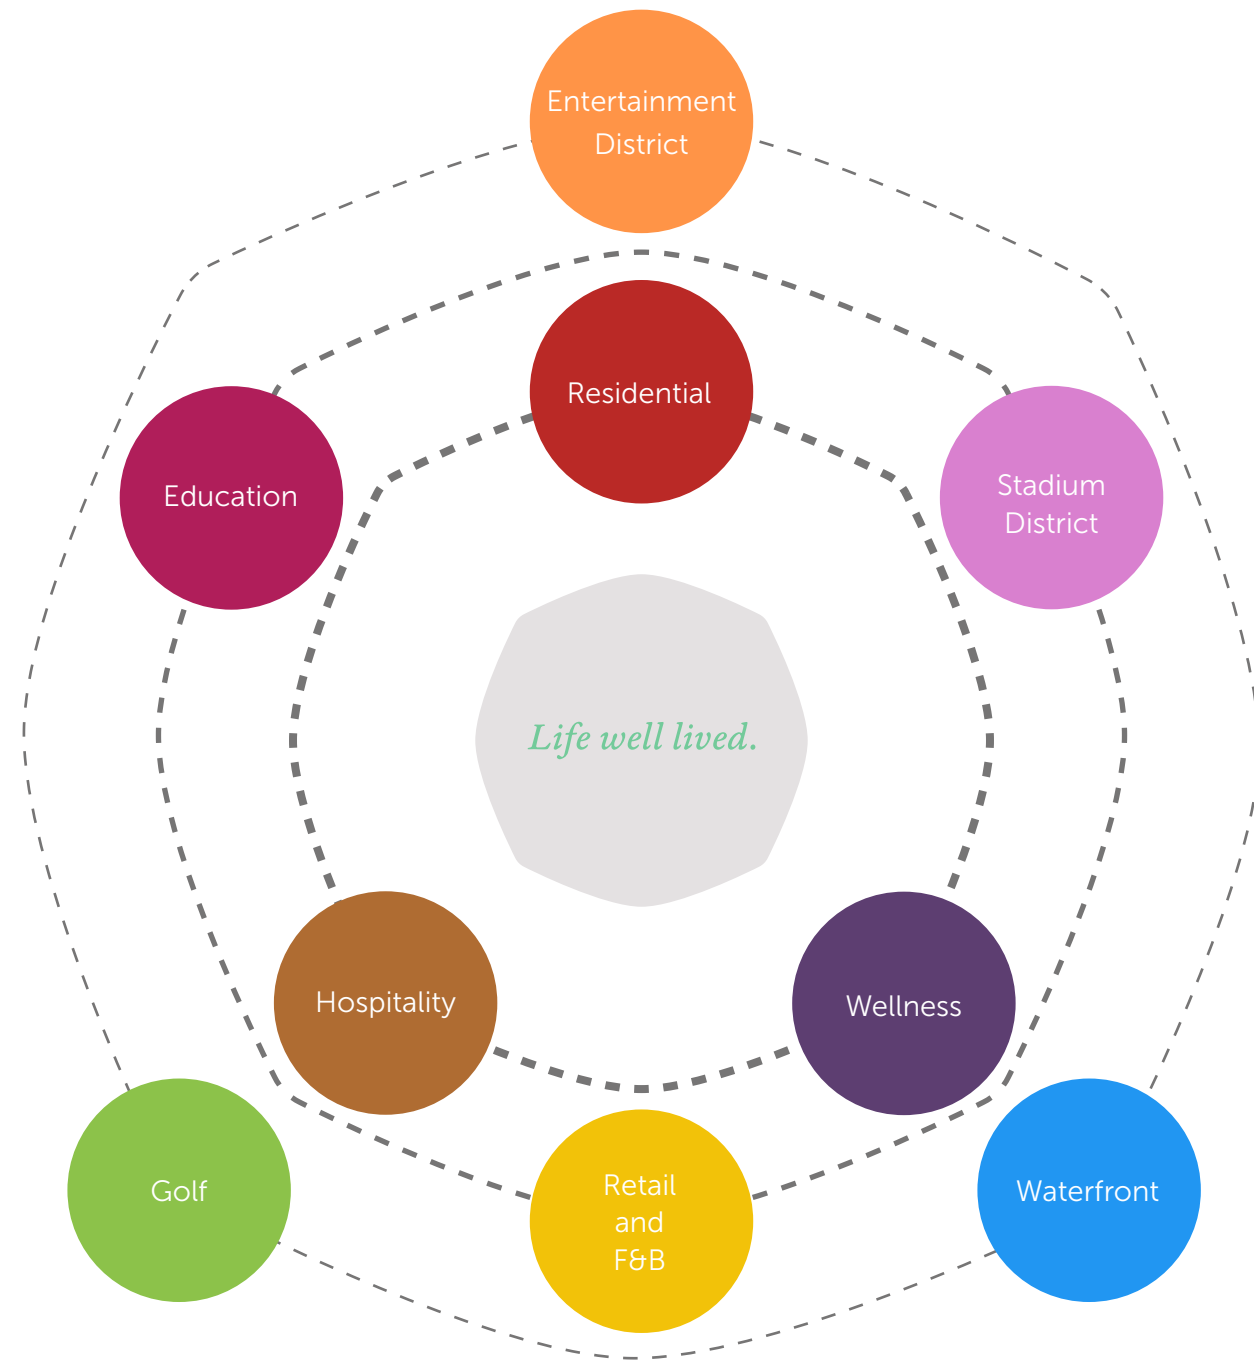 Entertainment
District
Residential
Education
Stadium
District
Life well lived.
Hospitality
Wellness
Golf
Retail
and
F&B
Waterfront